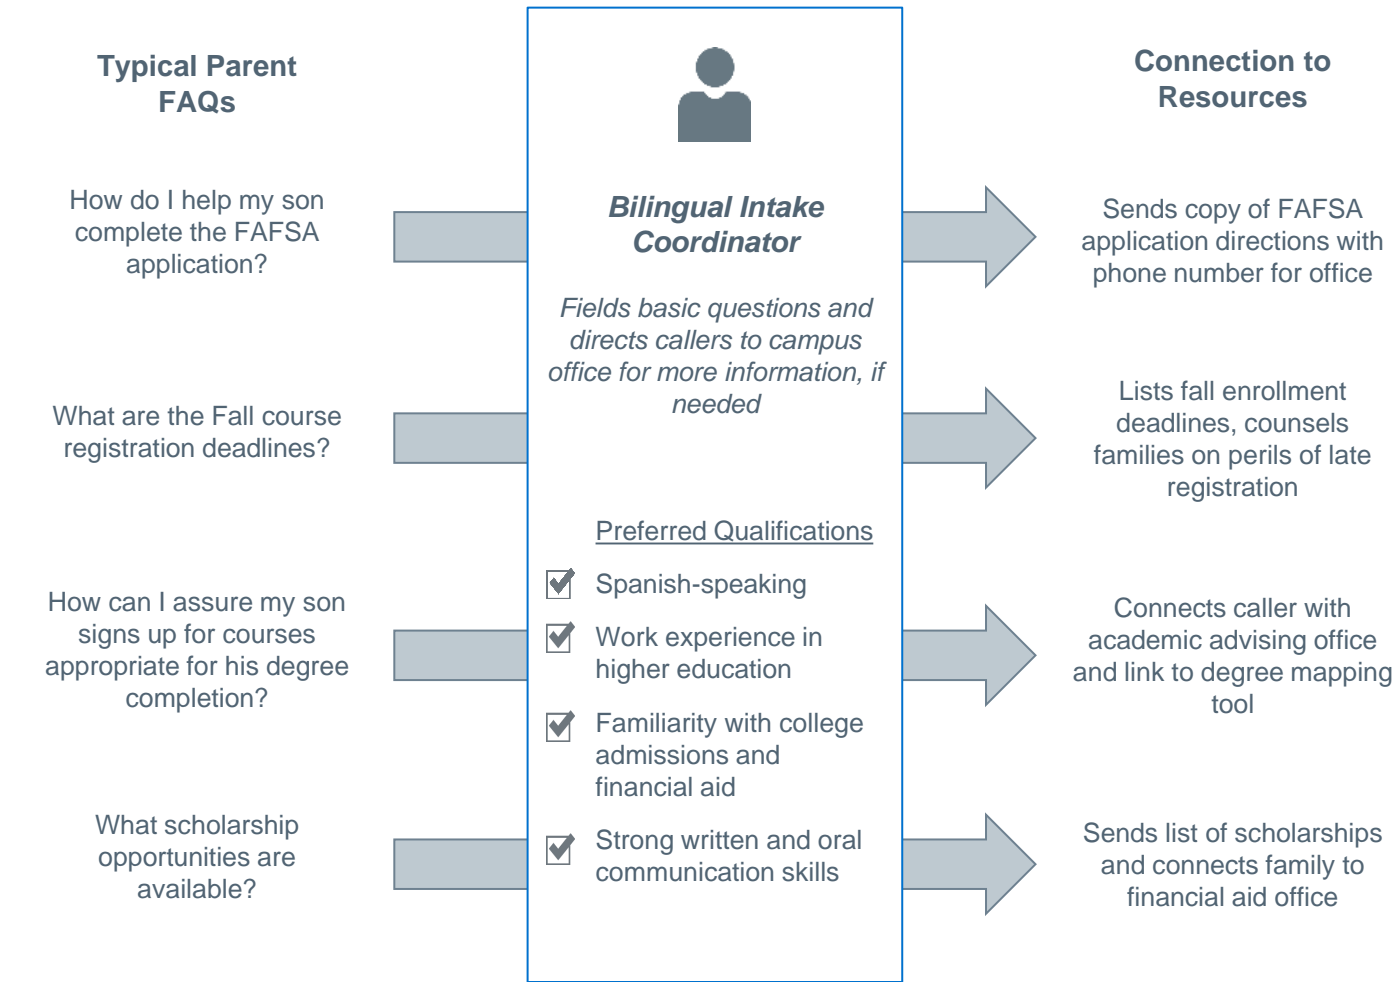 Typical Parent
FAQs
How do I help my son
complete the FAFSA
application?
What are the Fall course
registration deadlines?
How can I assure my son
signs up for courses
appropriate for his degree
completion?
What scholarship
opportunities are
available?
Bilingual Intake
Coordinator
Fields basic questions and
directs callers to campus
office for more information, if
needed
Preferred Qualifications
Spanish-speaking
Work experience in
higher education
Familiarity with college
admissions and
financial aid
Strong written and oral
communication skills
Connection to
Resources
Sends copy of FAFSA
application directions with
phone number for office
Lists fall enrollment
deadlines, counsels
families on perils of late
registration
Connects caller with
academic advising office
and link to degree mapping
tool
Sends list of scholarships
and connects family to
financial aid office